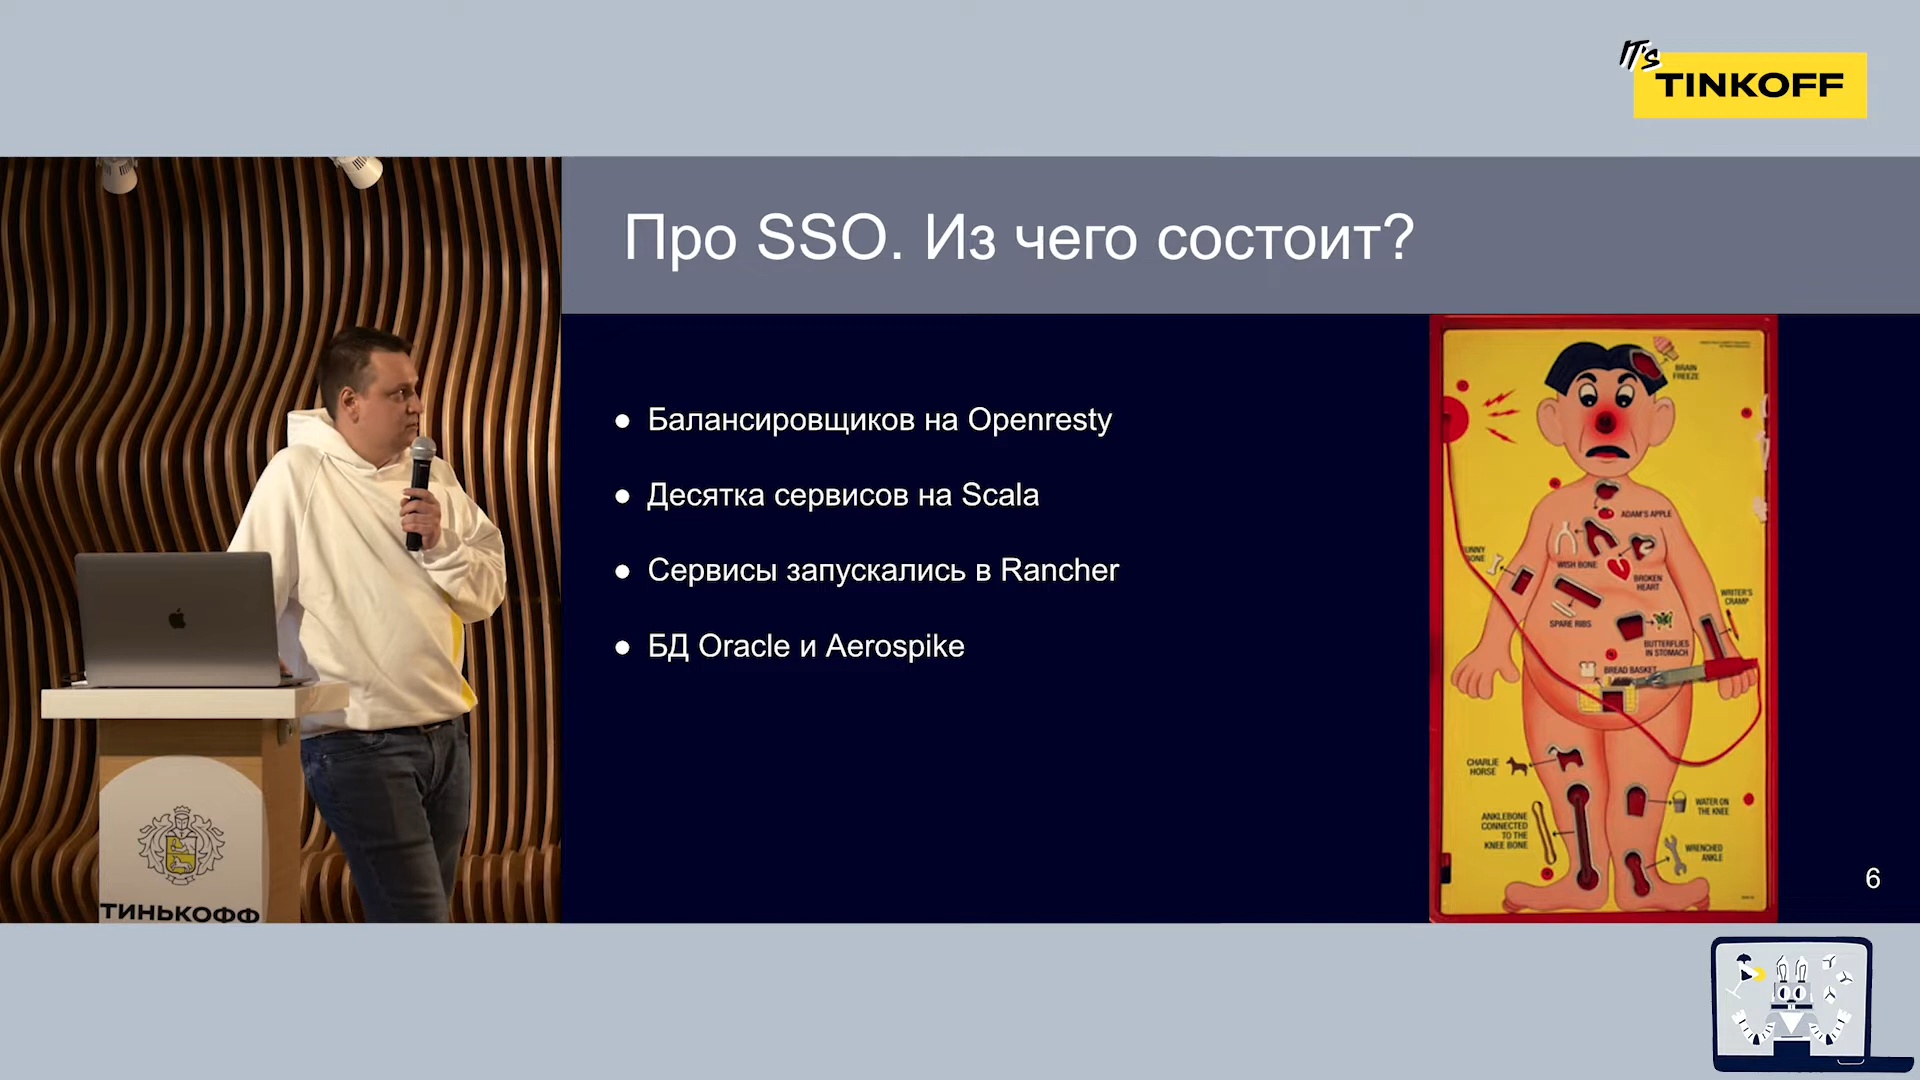 IT's
TINKOFF
Про SSO. Из чего состоит?
● Балансировщиков на Openresty
● Десятка сервисов на Scala
● Сервисы запускались в Rancher
● БД Oracle и Aerospike
BRAIN
FREEZE
ADAM'S APPLE
WISH BONE
BROKEN
HEART
WRITER'S
CRAMP
SPARE RIBS
BUTTERFLIES
IN STOMACH
BREAD BASKET
CHARLIE
HORSE
WATER ON
THE KNEE
ANKLEBONE
CONNECTED
TO THE
KNEE BONE
WRENCHED
ANKLE
6
ТИНЬКОФФ